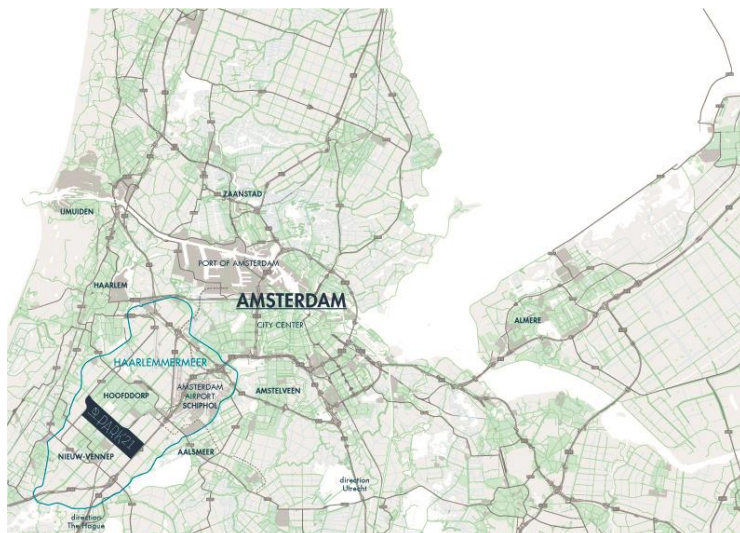 ZAANSTAD
IJMUIDEN
PORT OF AMSTERDAM
HAARLEM
AMSTERDAM
CITY CENTER
ALMERE
HAARLEMMERMEER
HOOFDDORP
AMSTERDAM
AIRPORT
SCHIPHOL
AMSTELVEEN
PARK21
NIEUW-VENNEP
AALSMEER
direction
Utrecht
direction
The Hague